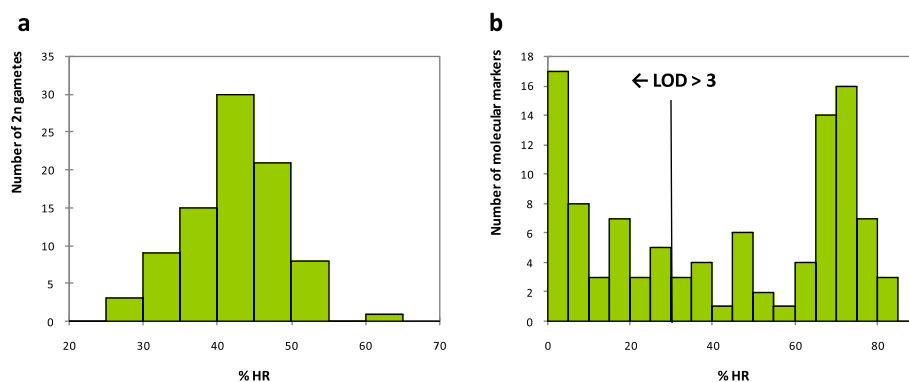 a
Number of 2n gametes
35
30
25
20
15
10
5
0
20 30 40 50 60 70
% HR
b
Number of molecular markers
18
16
14
12
10
8
6
4
2
0
← LOD > 3
0 20 40 60 80
% HR